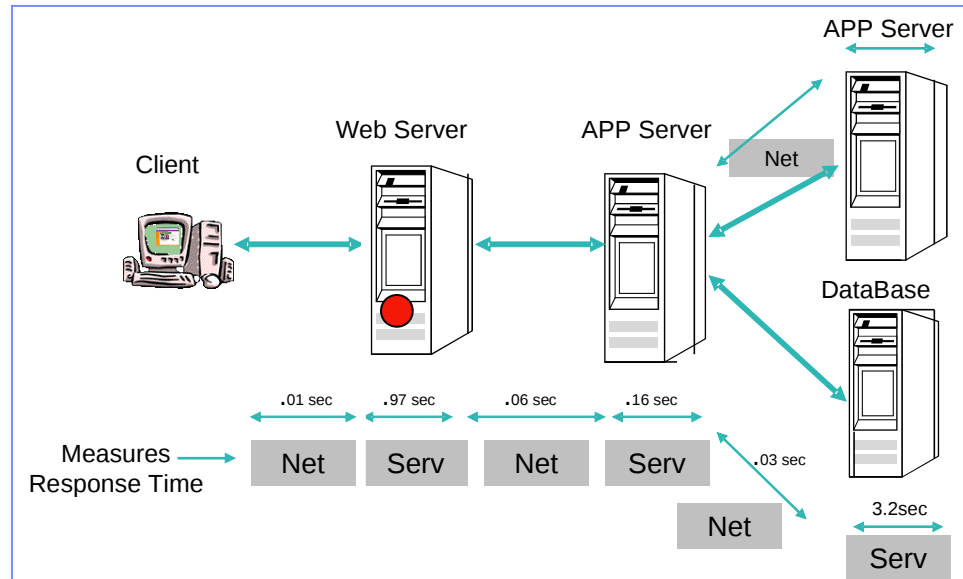 APP Server
Web Server
APP Server
Client
Net
DataBase
.01 sec
.97 sec
.06 sec
.16 sec
Measures
Response Time
Net
Serv
Net
Serv
.03 sec
Net
3.2sec
Serv